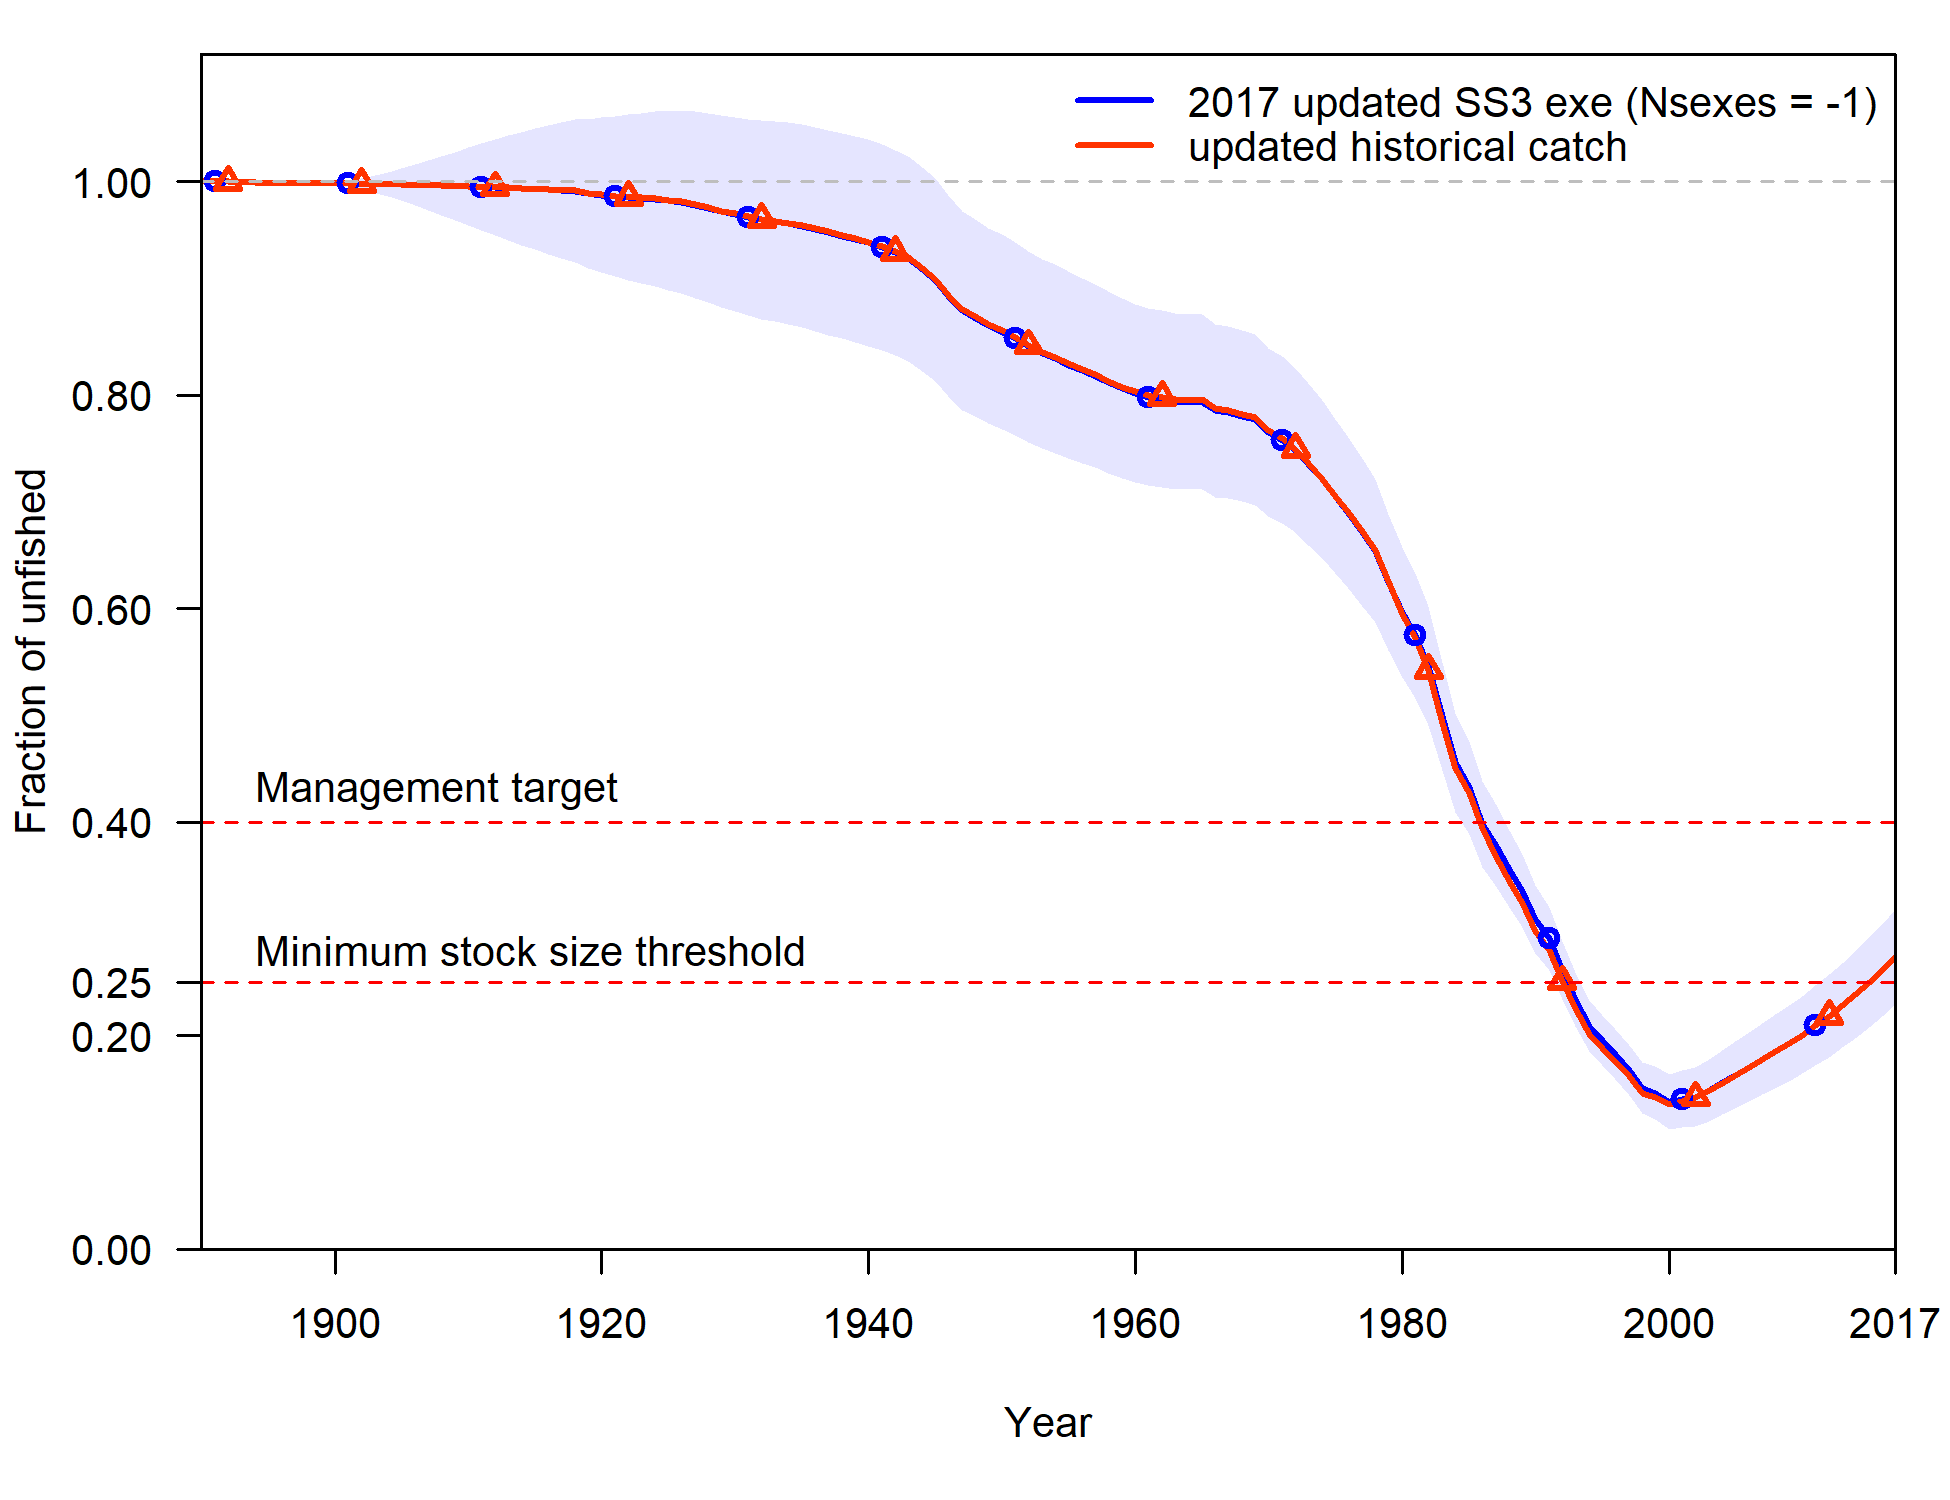 2017 updated SS3 exe (Nsexes = -1)
updated historical catch
1.00
0.80
0.60
0.40
0.25
0.20
0.00
Fraction of unfished
Management target
Minimum stock size threshold
1900 1920 1940 1960 1980 2000 2017
Year